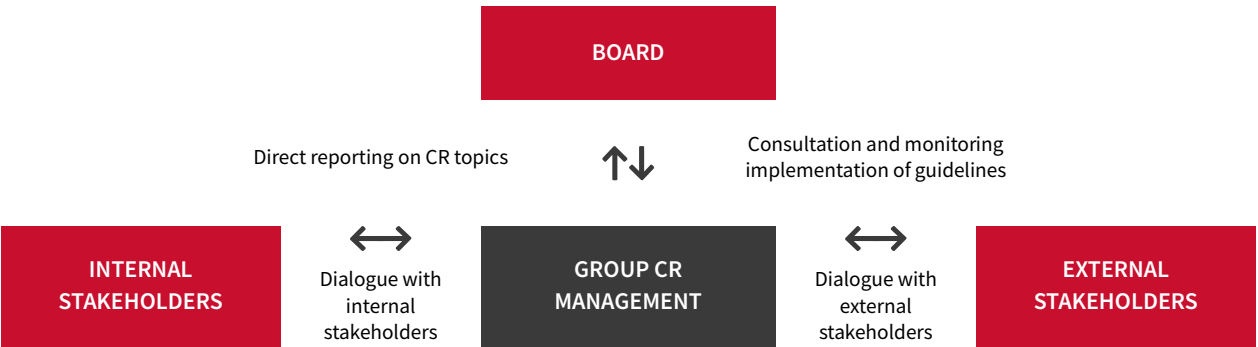 BOARD
Direct reporting on CR topics
Consultation and monitoring
implementation of guidelines
INTERNAL
STAKEHOLDERS
Dialogue with
internal
stakeholders
GROUP CR
MANAGEMENT
Dialogue with
external
stakeholders
EXTERNAL
STAKEHOLDERS